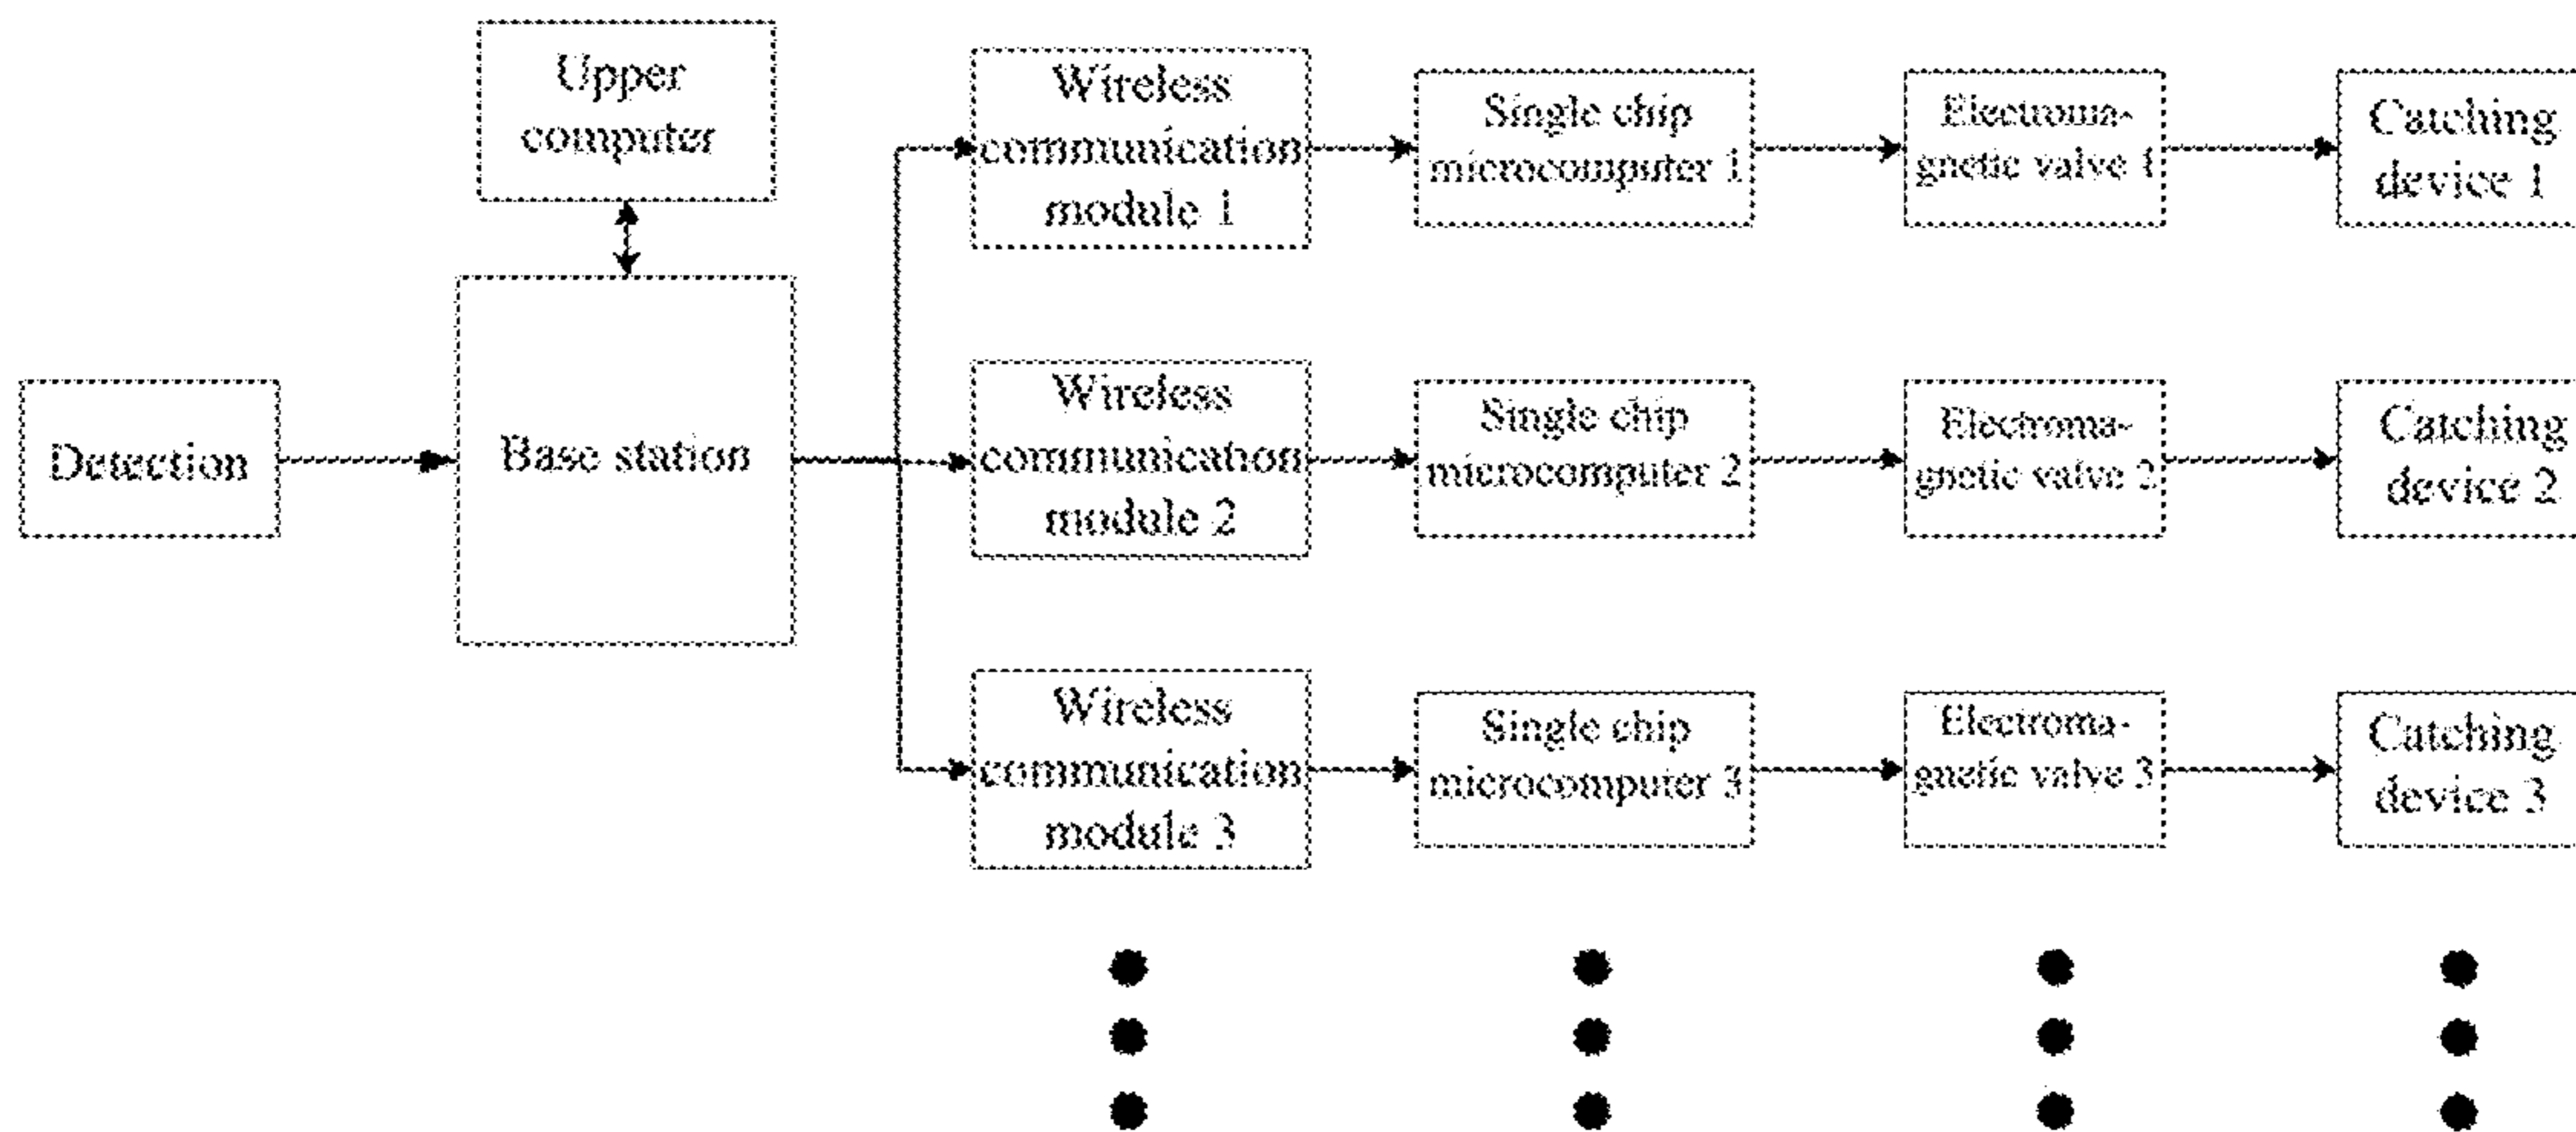 Upper
computer
Detection
Base station
Wireless
communication
module 1
Single chip
microcomputer 1
Electroma-
gnetic valve 1
Catching
device 1
Wireless
communication
module 2
Single chip
microcomputer 2
Electroma-
gnetic valve 2
Catching
device 2
Wireless
communication
module 3
Single chip
microcomputer 3
Electroma-
gnetic valve 3
Catching
device 3